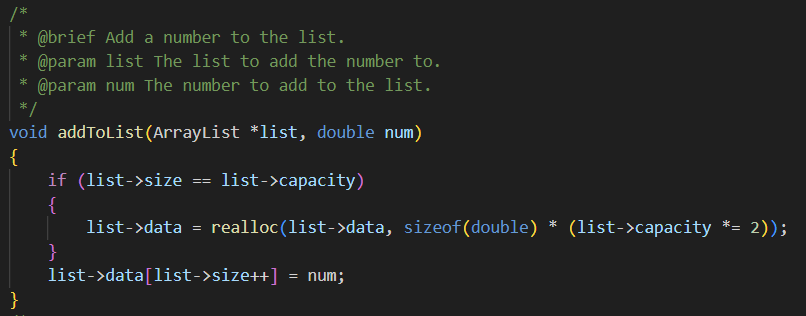 /*
 * @brief Add a number to the list.
 * @param list The list to add the number to.
 * @param num The number to add to the list.
 */
void addToList(ArrayList *list, double num)
{
    if (list->size == list->capacity)
    {
        list->data = realloc(list->data, sizeof(double) * (list->capacity *= 2));
    }
    list->data[list->size++] = num;
}